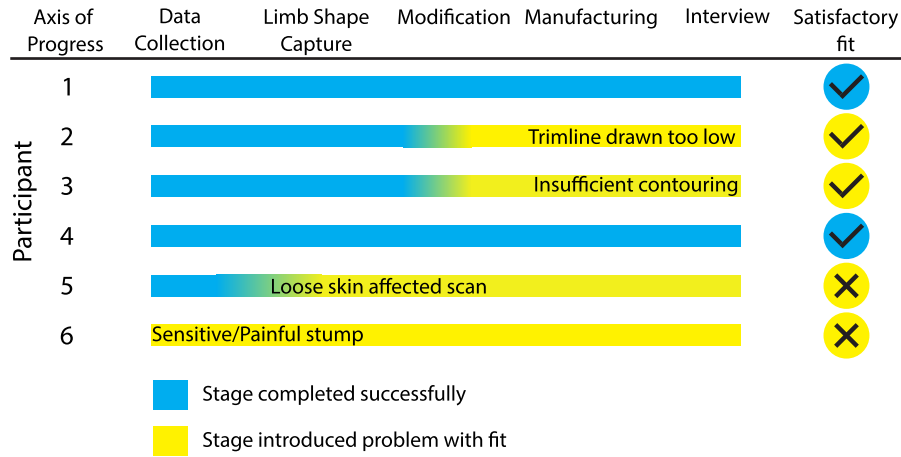 Axis of Progress
Data Collection
Limb Shape Capture
Modification
Manufacturing
Interview
Satisfactory fit
Participant
1
2
Trimline drawn too low
3
Insufficient contouring
4
5
Loose skin affected scan
6
Sensitive/Painful stump
Stage completed successfully
Stage introduced problem with fit